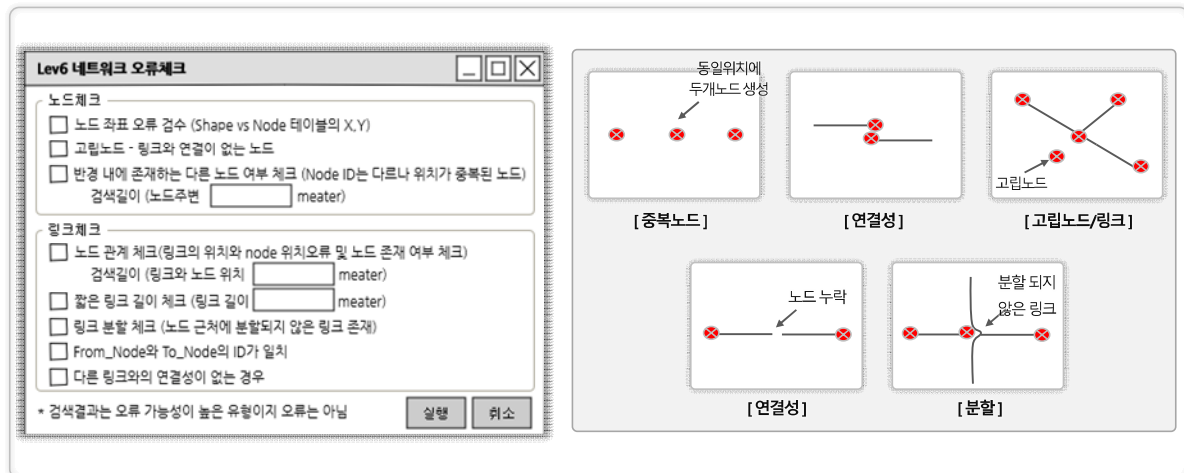 Lev6 네트워크 오류체크
노드체크
노드 좌표 오류 검수 (Shape vs Node 테이블의 X,Y)
고립노드 - 링크와 연결이 없는 노드
반경 내에 존재하는 다른 노드 여부 체크 (Node ID는 다르나 위치가 중복된 노드)
검색길이 (노드주변 meater)
링크체크
노드 관계 체크(링크의 위치와 node 위치오류 및 노드 존재 여부 체크)
검색길이 (링크와 노드 위치 meater)
짧은 링크 길이 체크 (링크 길이 meater)
링크 분할 체크 (노드 근처에 분할되지 않은 링크 존재)
From_Node와 To_Node의 ID가 일치
다른 링크와의 연결성이 없는 경우
* 검색결과는 오류 가능성이 높은 유형이지 오류는 아님
실행 취소
동일위치에
두개노드 생성
[ 중복노드 ]
[ 연결성 ]
고립노드
[ 고립노드/링크 ]
노드 누락
[ 연결성 ]
분할 되지
않은 링크
[ 분할 ]